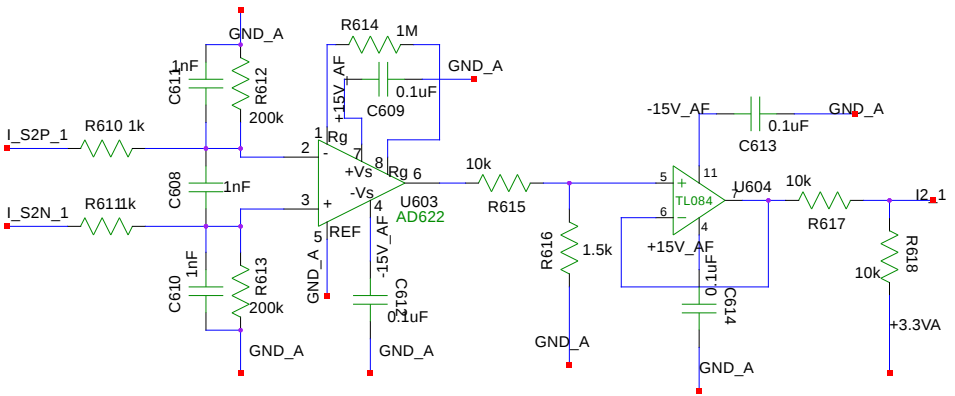 GND_A
R614
1M
1nF
C611
R612
+15V_AF
GND_A
0.1uF
C609
200k
-15V_AF
GND_A
0.1uF
C613
I_S2P_1
R610 1k
1 Rg
2
-
7
+Vs
8
Rg
6
C608
1nF
10k
R615
5
+
11
TL084
7
U604
10k
R617
I2_1
I_S2N_1
R611
1k
3
+
-Vs
4
U603
AD622
6
-
4
+15V_AF
5
REF
1nF
C610
R613
200k
GND_A
-15V_AF
C612
0.1uF
R616
1.5k
0.1uF
C614
R618
10k
+3.3VA
GND_A
GND_A
GND_A
GND_A